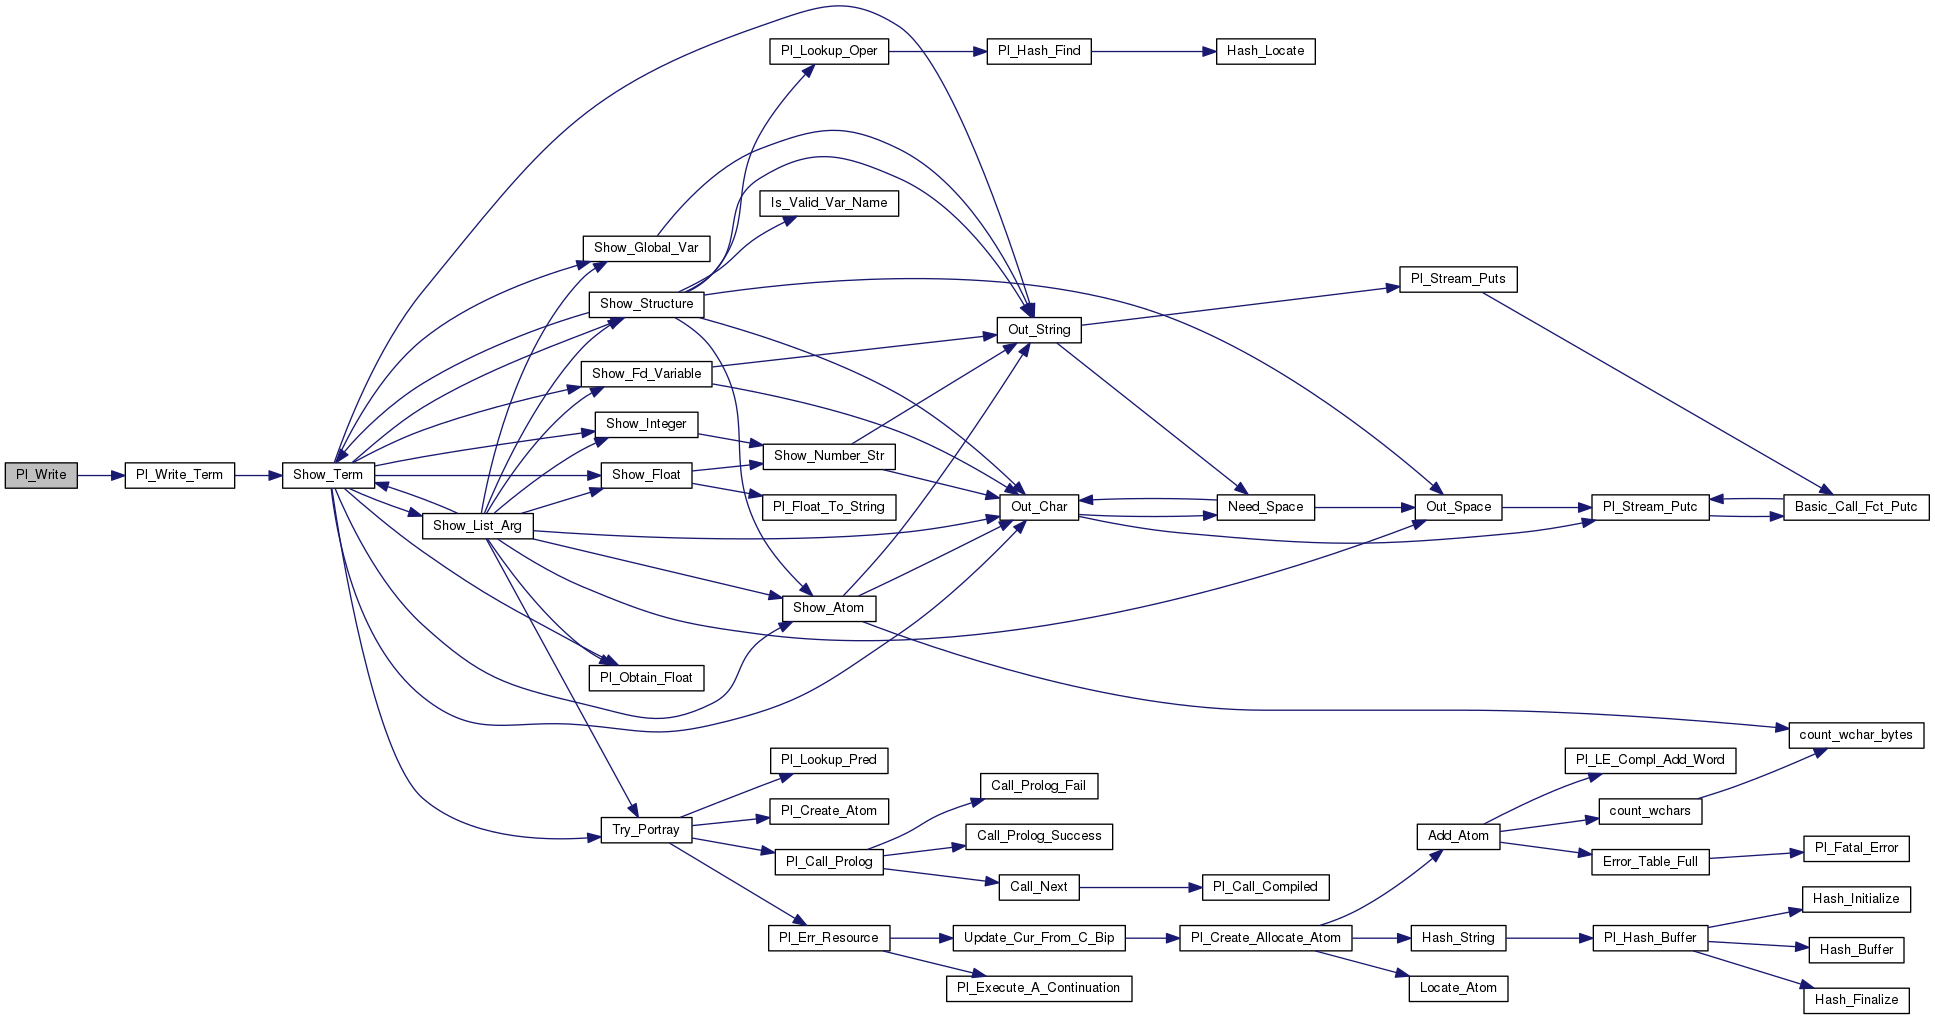 Pl_Write
Pl_Write_Term
Show_Term
Show_List_Arg
Show_Global_Var
Show_Structure
Show_Fd_Variable
Show_Integer
Show_Float
Pl_Obtain_Float
Try_Portray
Pl_Lookup_Oper
Is_Valid_Var_Name
Show_Number_Str
Pl_Float_To_String
Show_Atom
Pl_Lookup_Pred
Pl_Create_Atom
Pl_Call_Prolog
Pl_Err_Resource
Pl_Hash_Find
Out_String
Out_Char
Call_Prolog_Fail
Call_Prolog_Success
Call_Next
Update_Cur_From_C_Bip
Pl_Execute_A_Continuation
Hash_Locate
Need_Space
Pl_Call_Compiled
Pl_Create_Allocate_Atom
Pl_Stream_Puts
Out_Space
Add_Atom
Hash_String
Locate_Atom
Pl_Stream_Putc
Pl_LE_Compl_Add_Word
count_wchars
Error_Table_Full
Pl_Hash_Buffer
Basic_Call_Fct_Putc
count_wchar_bytes
Pl_Fatal_Error
Hash_Initialize
Hash_Buffer
Hash_Finalize